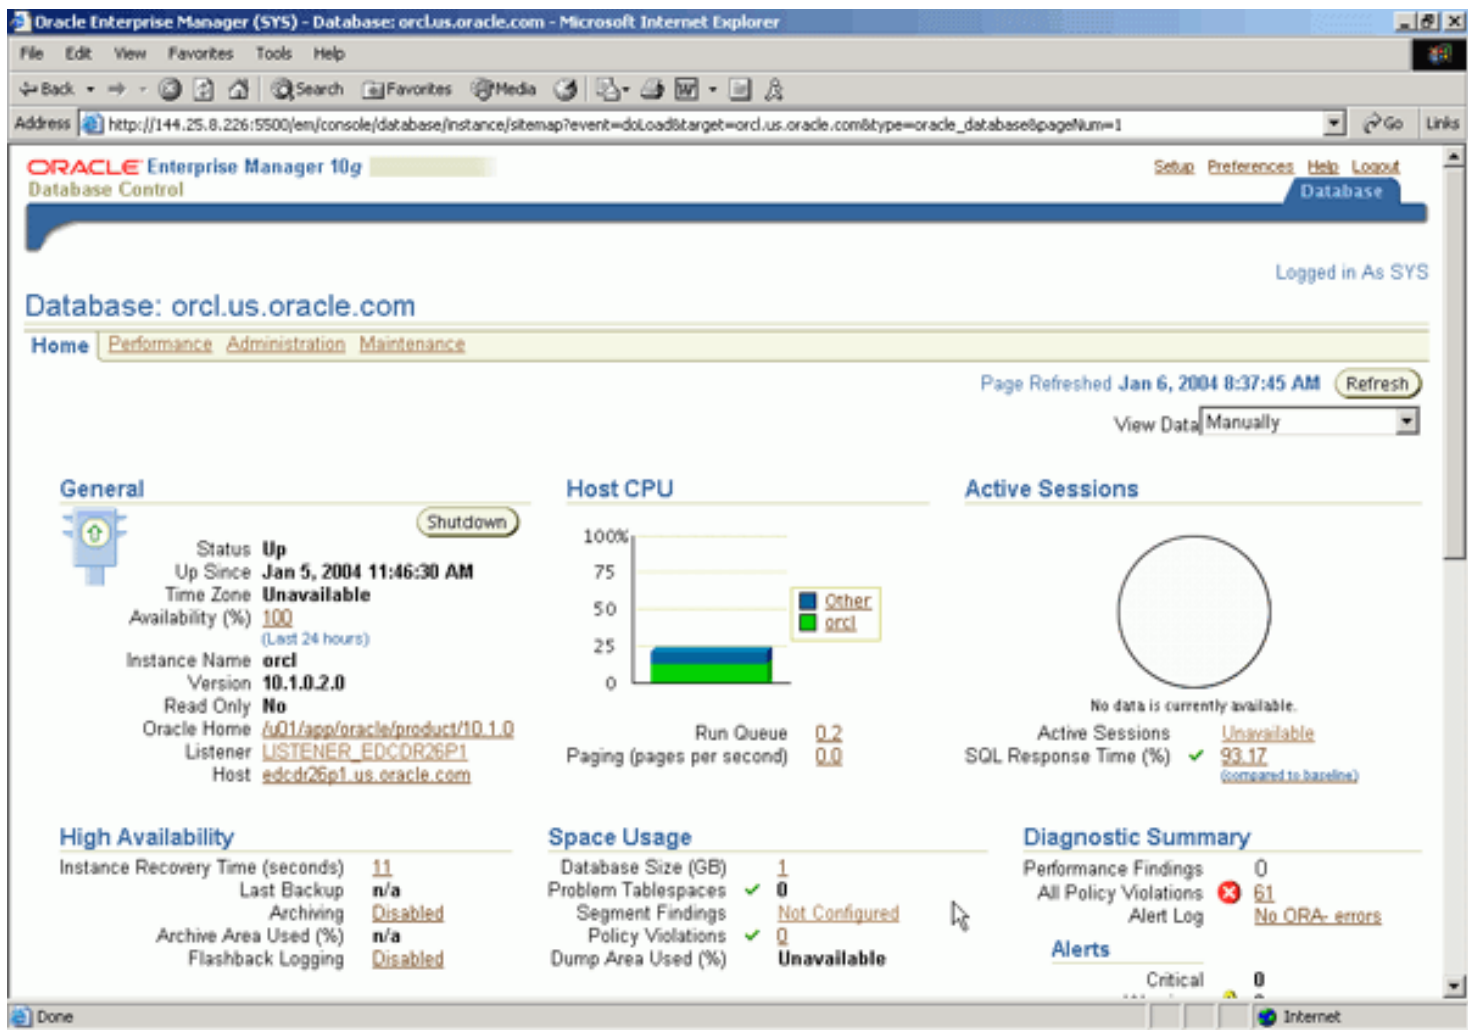 Oracle Enterprise Manager (SYS) - Database: orcl.us.oracle.com - Microsoft Internet Explorer
File Edit View Favorites Tools Help
Back Search Favorites Media
Address http://144.25.8.226:5500/em/console/database/instance/sitemap?event=doLoad&target=orcl.us.oracle.com&type=oracle_database&pageNum=1 Go Links
ORACLE Enterprise Manager 10g
Database Control
Setup Preferences Help Logout
Database
Logged in As SYS
Database: orcl.us.oracle.com
Home Performance Administration Maintenance
Page Refreshed Jan 6, 2004 8:37:45 AM Refresh
View Data Manually
General
Shutdown
Status Up
Up Since Jan 5, 2004 11:46:30 AM
Time Zone Unavailable
Availability (%) 100
(Last 24 hours)
Instance Name orcl
Version 10.1.0.2.0
Read Only No
Oracle Home /u01/app/oracle/product/10.1.0
Listener LISTENER_EDCDR26P1
Host edcdr26p1.us.oracle.com
Host CPU
100%
75
50
25
0
Other
orcl
Run Queue 0.2
Paging (pages per second) 0.0
Active Sessions
No data is currently available.
Active Sessions Unavailable
SQL Response Time (%) 93.17
(compared to baseline)
High Availability
Instance Recovery Time (seconds) 11
Last Backup n/a
Archiving Disabled
Archive Area Used (%) n/a
Flashback Logging Disabled
Space Usage
Database Size (GB) 1
Problem Tablespaces 0
Segment Findings Not Configured
Policy Violations 0
Dump Area Used (%) Unavailable
Diagnostic Summary
Performance Findings 0
All Policy Violations 61
Alert Log No ORA- errors
Alerts
Critical 0
Done
Internet